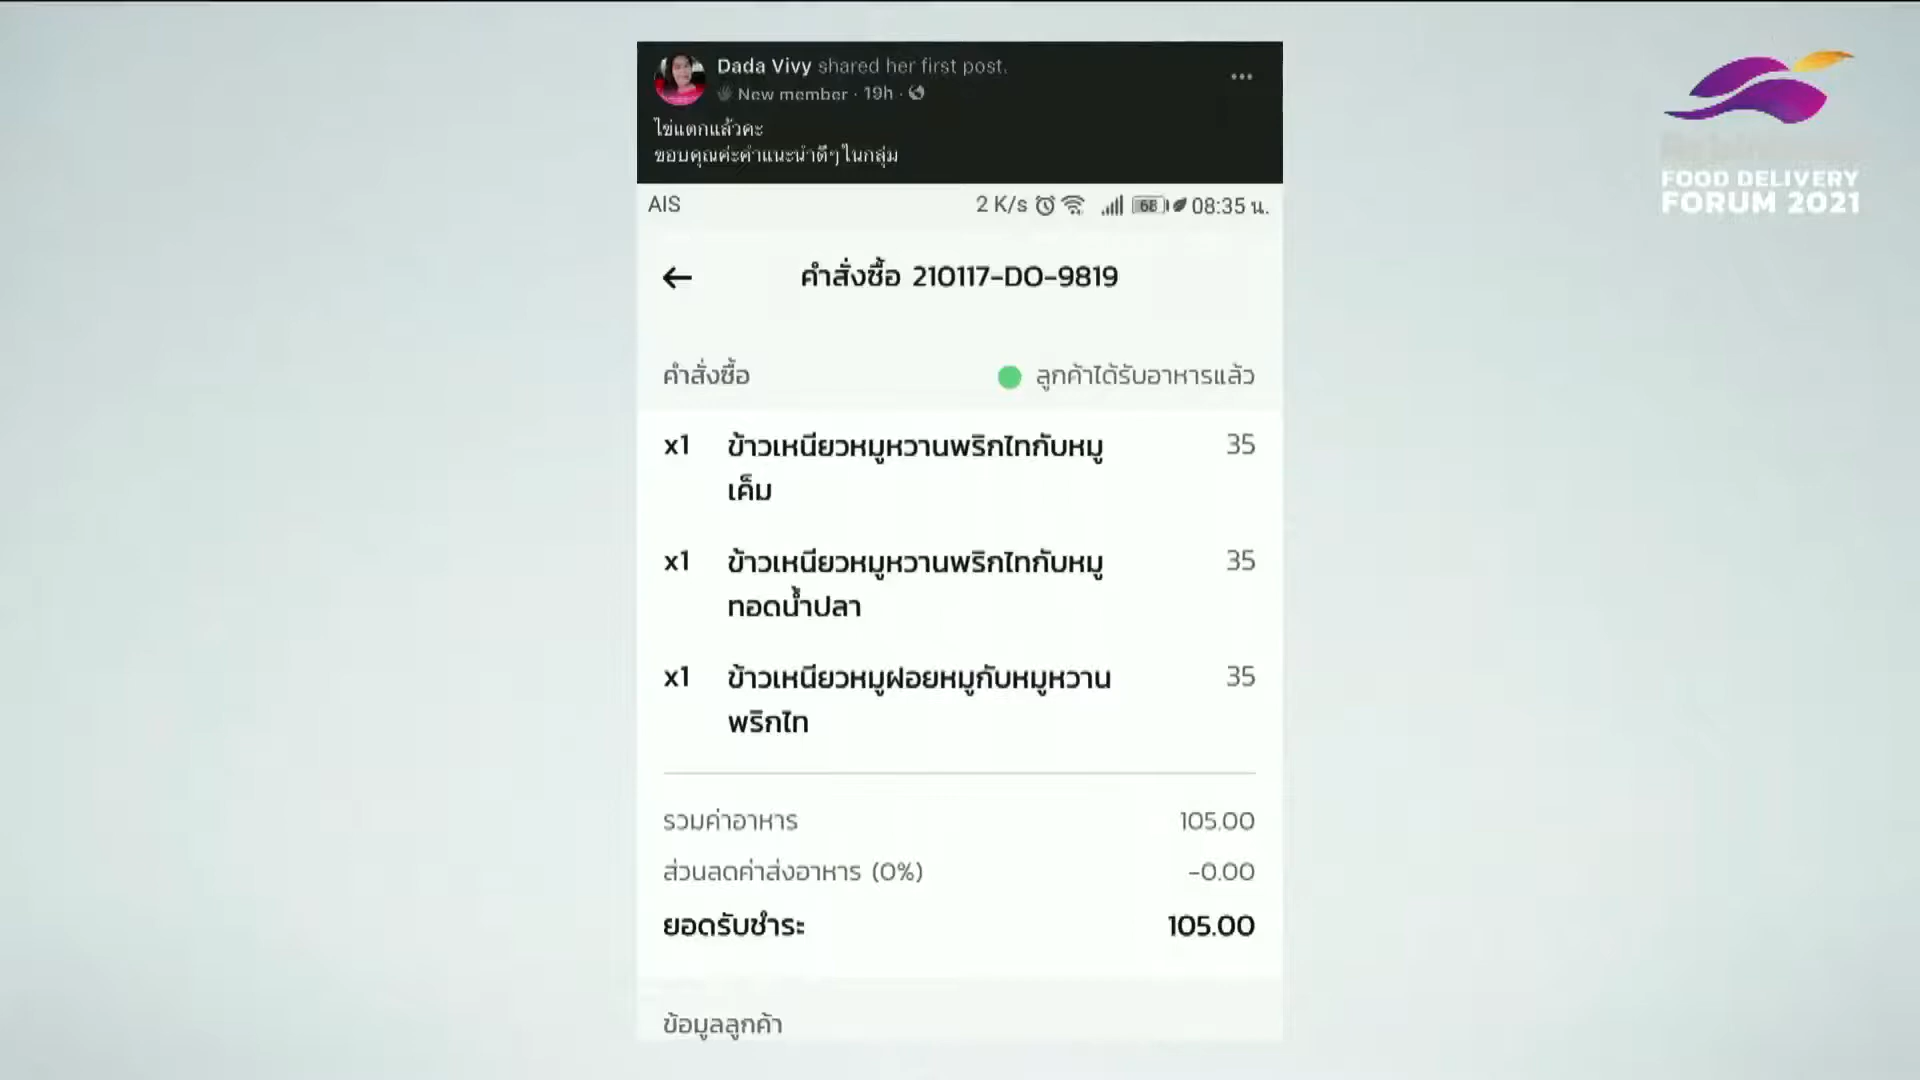 Dada Vivy shared her first post.
New member · 19h ·
ไข่แตกแล้วคะ
ขอบคุณค่ะคำแนะนำดีๆในกลุ่ม
AIS
2 K/s 68 08:35 น.
คำสั่งซื้อ 210117-DO-9819
คำสั่งซื้อ
ลูกค้าได้รับอาหารแล้ว
x1 ข้าวเหนียวหมูหวานพริกไทกับหมู 35
เค็ม
x1 ข้าวเหนียวหมูหวานพริกไทกับหมู 35
ทอดน้ำปลา
x1 ข้าวเหนียวหมูฝอยหมูกับหมูหวาน 35
พริกไท
รวมค่าอาหาร 105.00
ส่วนลดค่าส่งอาหาร (0%) -0.00
ยอดรับชำระ 105.00
ข้อมูลลูกค้า
FOOD DELIVERY
FORUM 2021